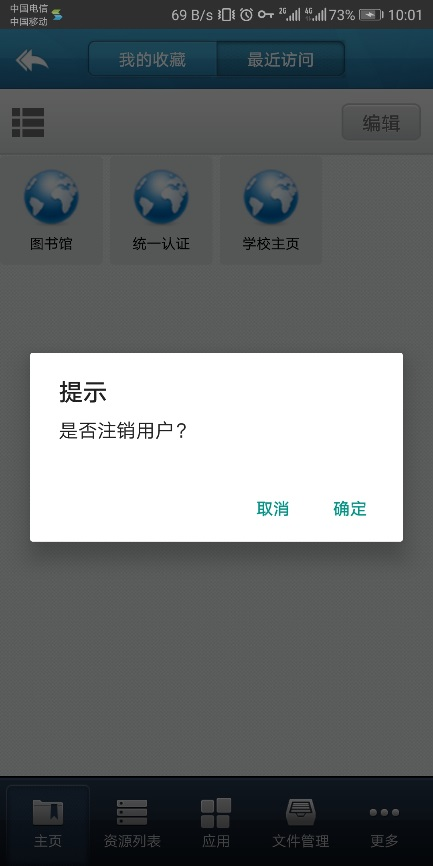 中国电信
中国移动
69 B/s 2G 4G 73% 10:01
我的收藏 最近访问
编辑
图书馆 统一认证 学校主页
提示
是否注销用户?
取消 确定
主页 资源列表 应用 文件管理 更多